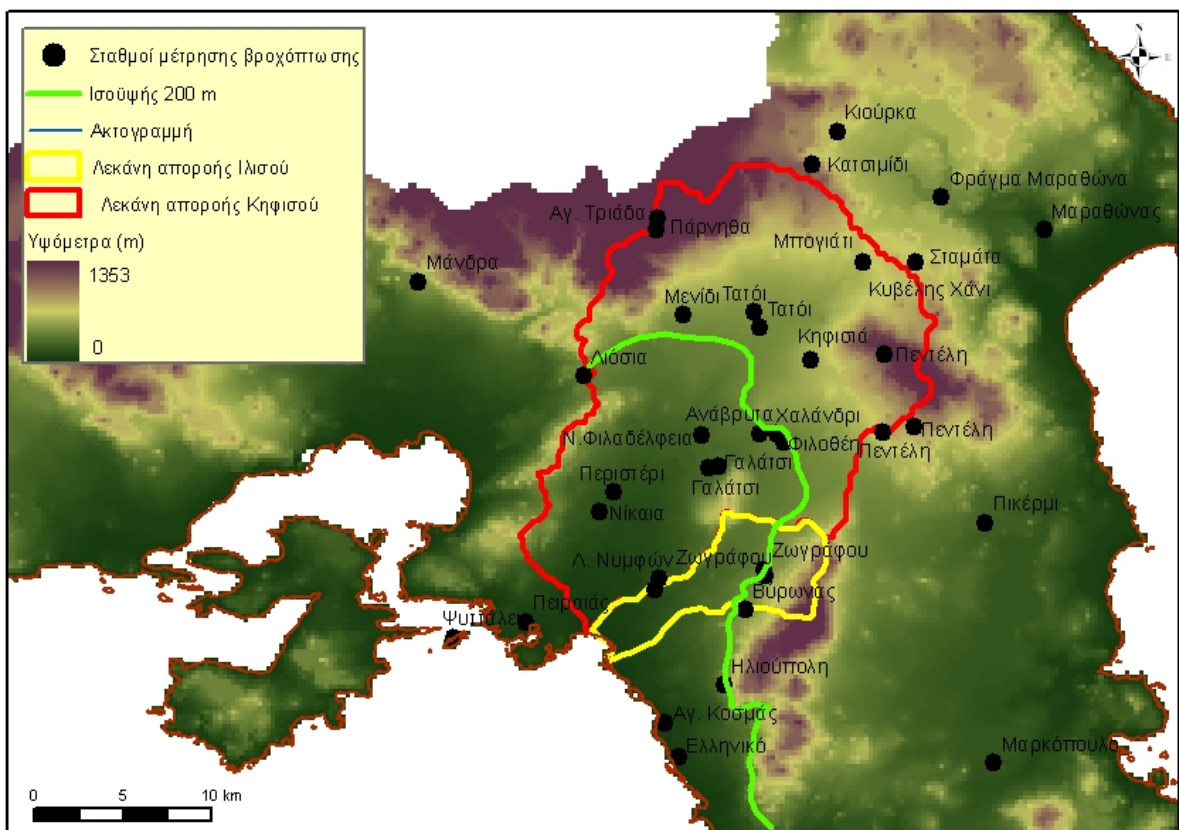 Σταθμοί μέτρησης βροχόπτωσης
Ισοϋψής 200 m
Ακτογραμμή
Λεκάνη απορροής Ιλισού
Λεκάνη απορροής Κηφισού
Υψόμετρα (m)
1353
0
N
E
Κιούρκα
Κατσιμίδι
Φράγμα Μαραθώνα
Μαραθώνας
Αγ. Τριάδα
Πάρνηθα
Μπογιάτι
Σταμάτα
Μάνδρα
Κυβέλης Χάνι
Μενίδι
Τατόι
Τατόι
Κηφισιά
Πεντέλη
Λιόσια
Ανάβρυτα
Χαλάνδρι
Πεντέλη
Ν.Φιλαδέλφεια
Φιλοθέη
Πεντέλη
Γαλάτσι
Γαλάτσι
Περιστέρι
Νίκαια
Πικέρμι
Λ. Νυμφών
Ζωγράφου
Ζωγράφου
Βύρωνας
Πειραιάς
Ψυττάλει
Ηλιούπολη
Αγ. Κοσμάς
Ελληνικό
Μαρκόπουλο
0 5 10 km